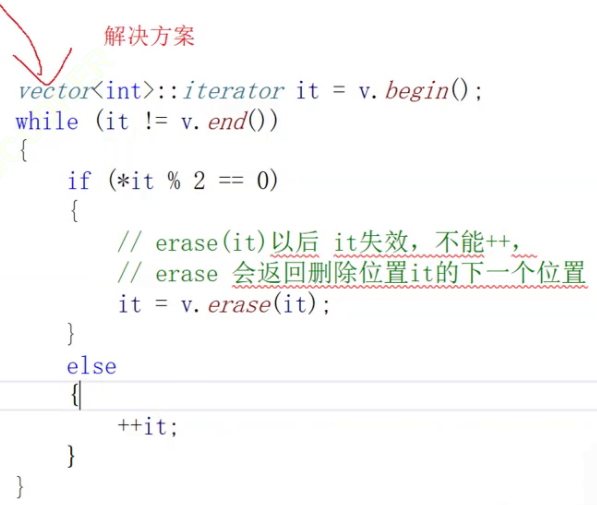 解决方案
vector<int>::iterator it = v.begin();
while (it != v.end())
{
    if (*it % 2 == 0)
    {
        // erase(it)以后 it失效，不能++，
        // erase 会返回删除位置it的下一个位置
        it = v.erase(it);
    }
    else
    {
        ++it;
    }
}